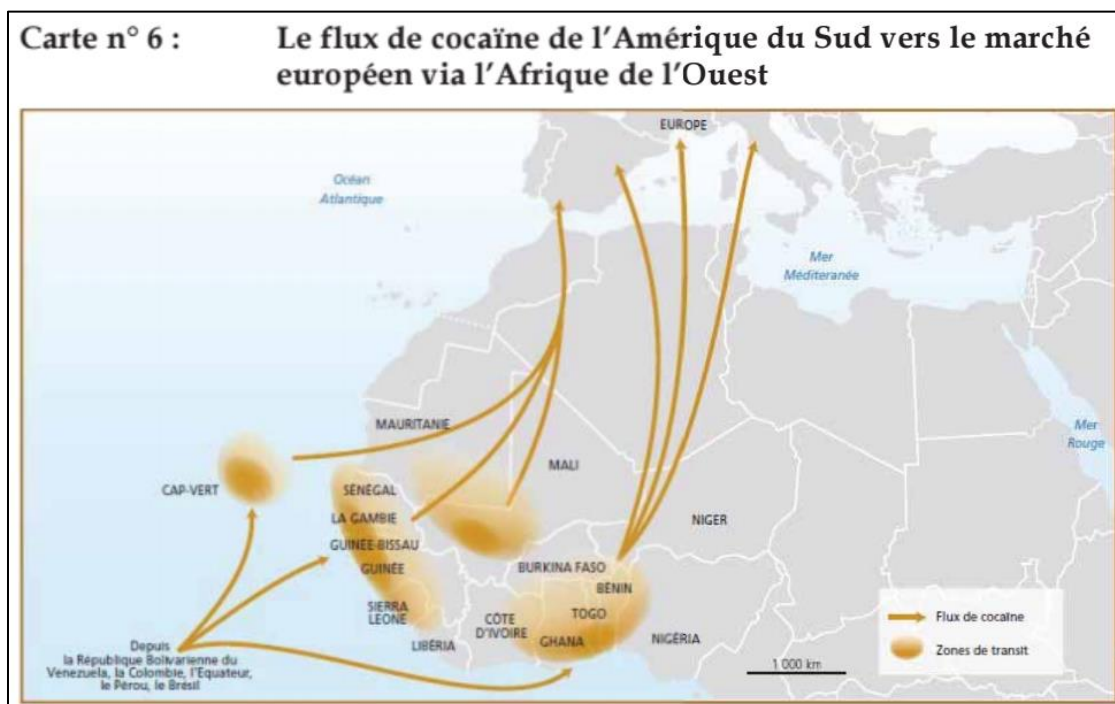 Carte n° 6 : Le flux de cocaïne de l'Amérique du Sud vers le marché
européen via l'Afrique de l'Ouest
EUROPE
Océan
Atlantique
Mer
Méditeranée
Mer
Rouge
MAURITANIE
MALI
CAP-VERT
SÉNÉGAL
LA GAMBIE
GUINÉE-BISSAU
GUINÉE
SIERRA
LEONE
LIBÉRIA
CÔTE
D'IVOIRE
BURKINA FASO
BÉNIN
TOGO
GHANA
NIGER
NIGÉRIA
Depuis
la République Bolivarienne du
Venezuela, la Colombie, l'Equateur,
le Pérou, le Brésil
1 000 km
Flux de cocaïne
Zones de transit